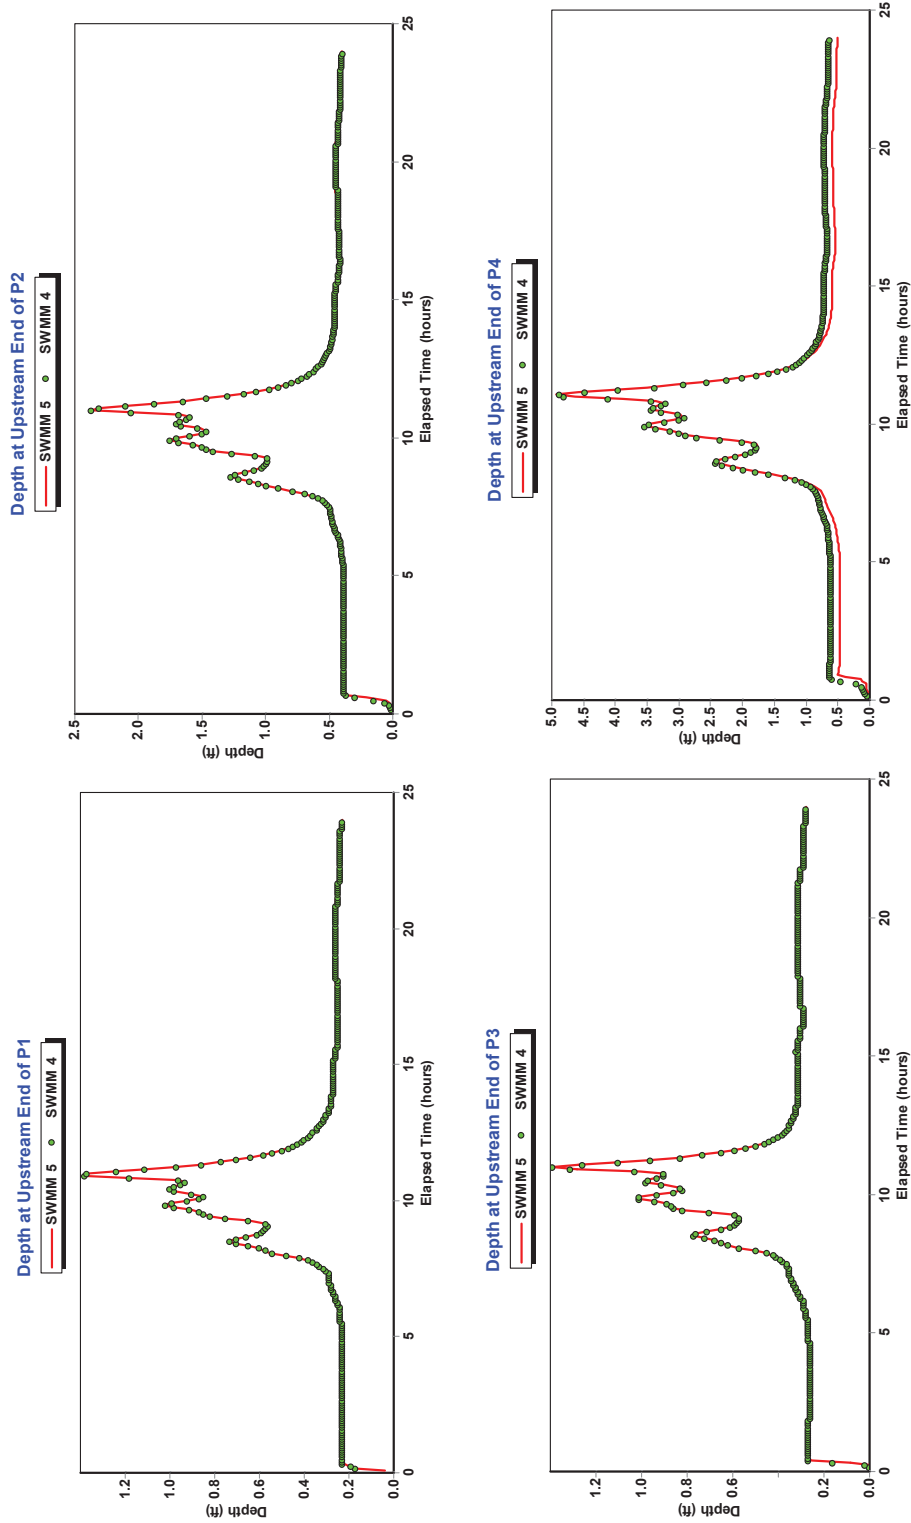 Depth at Upstream End of P1
SWMM 5
SWMM 4
1.2
1.0
0.8
0.6
0.4
0.2
0.0
Depth (ft)
0
5
10
15
20
25
Elapsed Time (hours)
Depth at Upstream End of P2
SWMM 5
SWMM 4
2.5
2.0
1.5
1.0
0.5
0.0
Depth (ft)
0
5
10
15
20
25
Elapsed Time (hours)
Depth at Upstream End of P3
SWMM 5
SWMM 4
1.2
1.0
0.8
0.6
0.2
0.0
Depth (ft)
0
5
10
15
20
25
Elapsed Time (hours)
Depth at Upstream End of P4
SWMM 5
SWMM 4
5.0
4.5
4.0
3.5
3.0
2.5
2.0
1.5
1.0
0.5
0.0
Depth (ft)
0
5
10
15
20
25
Elapsed Time (hours)